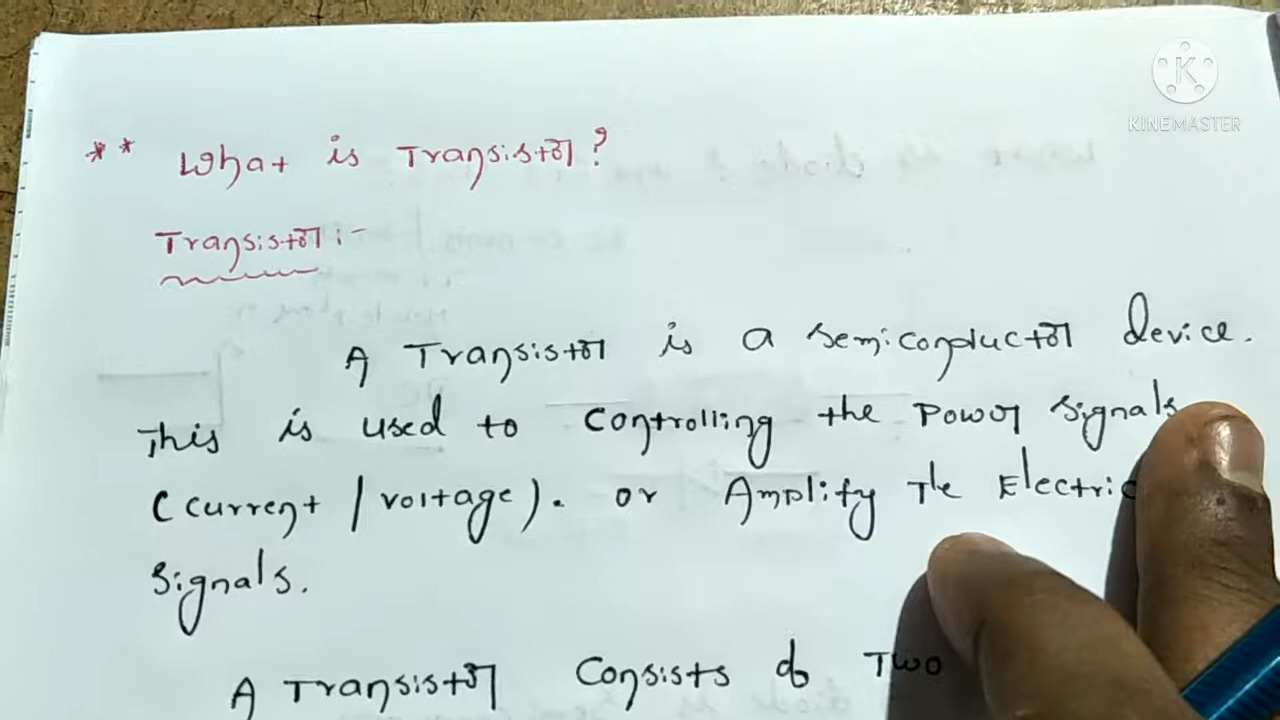 ** What is Transistor?
Transistor:-
A Transistor is a semiconductor device.
This is used to Controlling the Power signals
(current / voltage). or Amplify The Electric
signals.
A Transistor Consists of Two
KINEMASTER